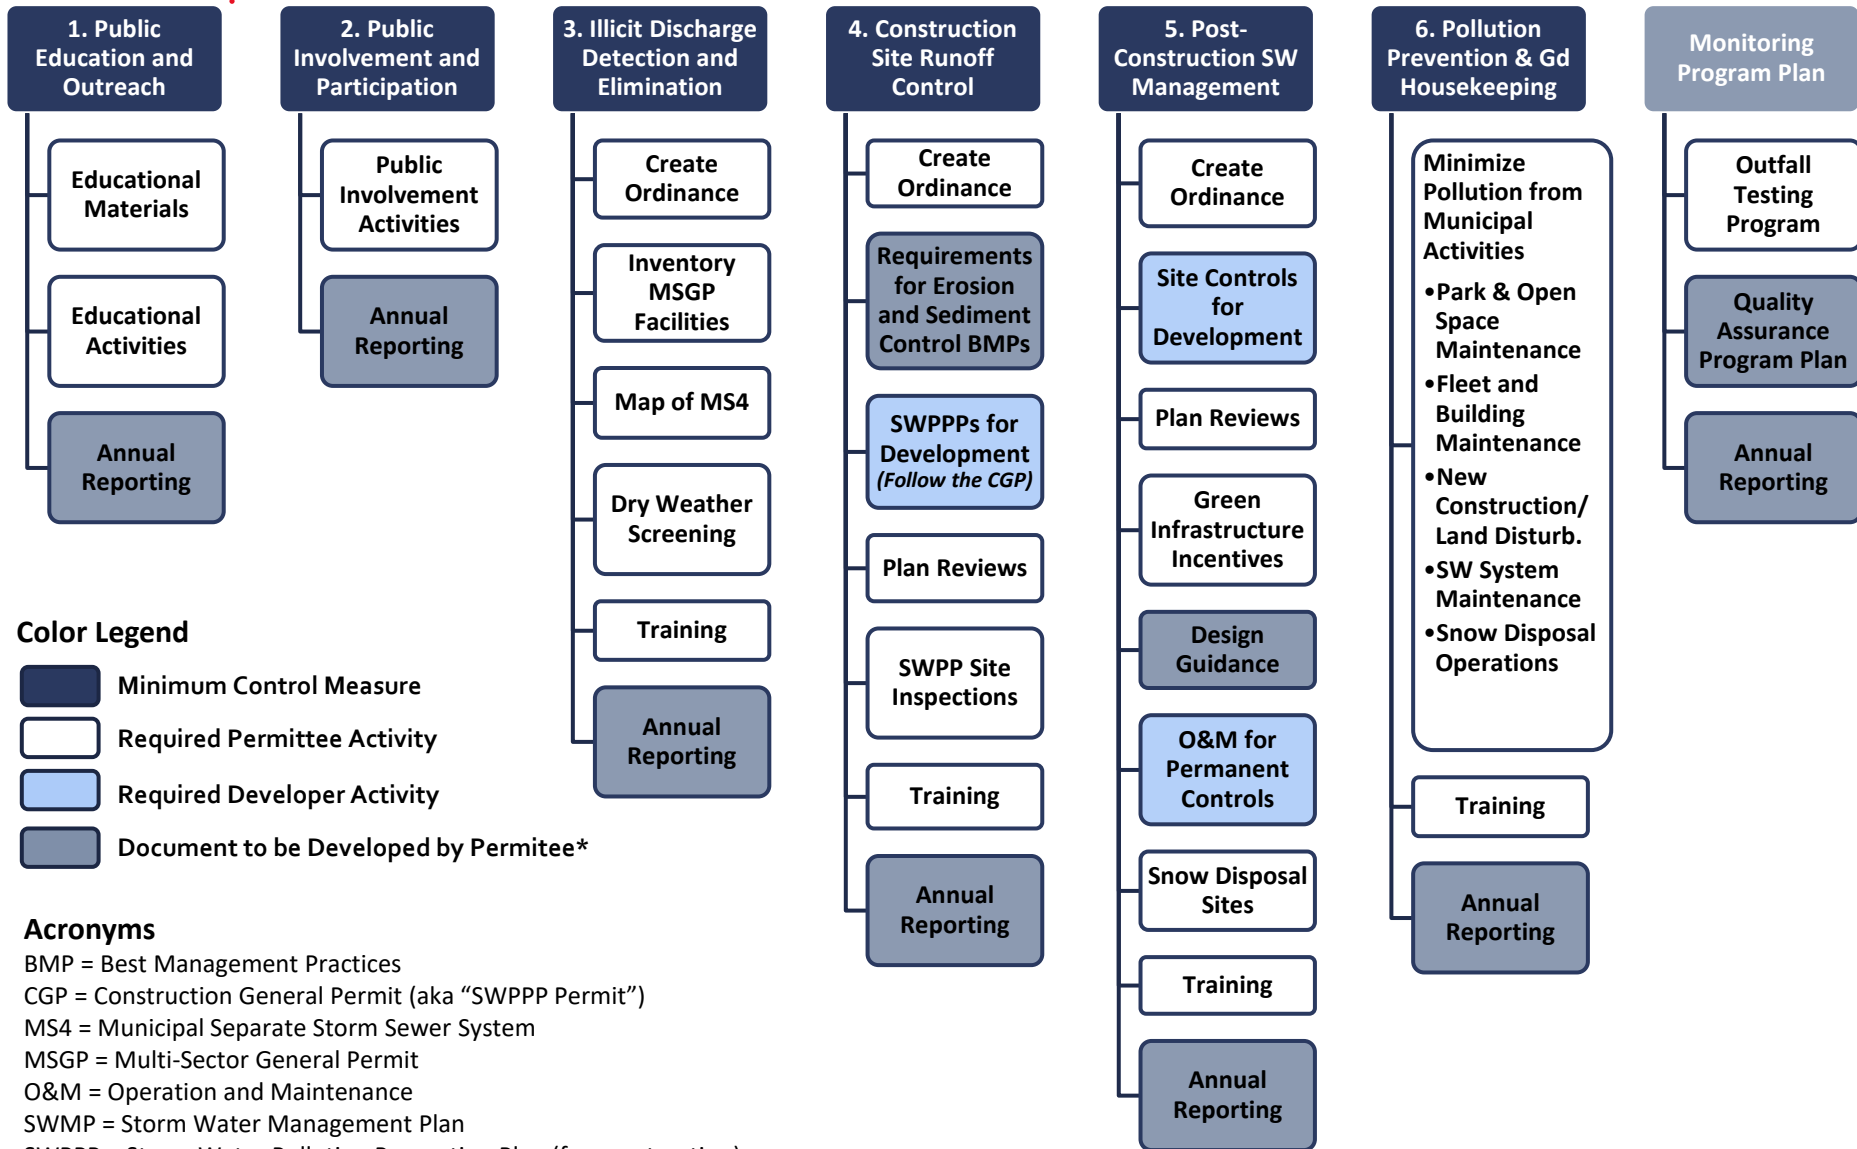 1. Public
Education and
Outreach
Educational
Materials
Educational
Activities
Annual
Reporting
2. Public
Involvement and
Participation
Public
Involvement
Activities
Annual
Reporting
3. Illicit Discharge
Detection and
Elimination
Create
Ordinance
Inventory
MSGP
Facilities
Map of MS4
Dry Weather
Screening
Training
Annual
Reporting
4. Construction
Site Runoff
Control
Create
Ordinance
Requirements
for Erosion
and Sediment
Control BMPs
SWPPPs for
Development
(Follow the CGP)
Plan Reviews
SWPP Site
Inspections
Training
Annual
Reporting
5. Post-
Construction SW
Management
Create
Ordinance
Site Controls
for
Development
Plan Reviews
Green
Infrastructure
Incentives
Design
Guidance
O&M for
Permanent
Controls
Snow Disposal
Sites
Training
Annual
Reporting
6. Pollution
Prevention & Gd
Housekeeping
Minimize
Pollution from
Municipal
Activities
•Park & Open
Space
Maintenance
•Fleet and
Building
Maintenance
•New
Construction/
Land Disturb.
•SW System
Maintenance
•Snow Disposal
Operations
Training
Annual
Reporting
Monitoring
Program Plan
Outfall
Testing
Program
Quality
Assurance
Program Plan
Annual
Reporting
Color Legend
Minimum Control Measure
Required Permittee Activity
Required Developer Activity
Document to be Developed by Permitee*
Acronyms
BMP = Best Management Practices
CGP = Construction General Permit (aka “SWPPP Permit”)
MS4 = Municipal Separate Storm Sewer System
MSGP = Multi-Sector General Permit
O&M = Operation and Maintenance
SWMP = Storm Water Management Plan
SWPPP = Storm Water Pollution Prevention Plan (for construction)